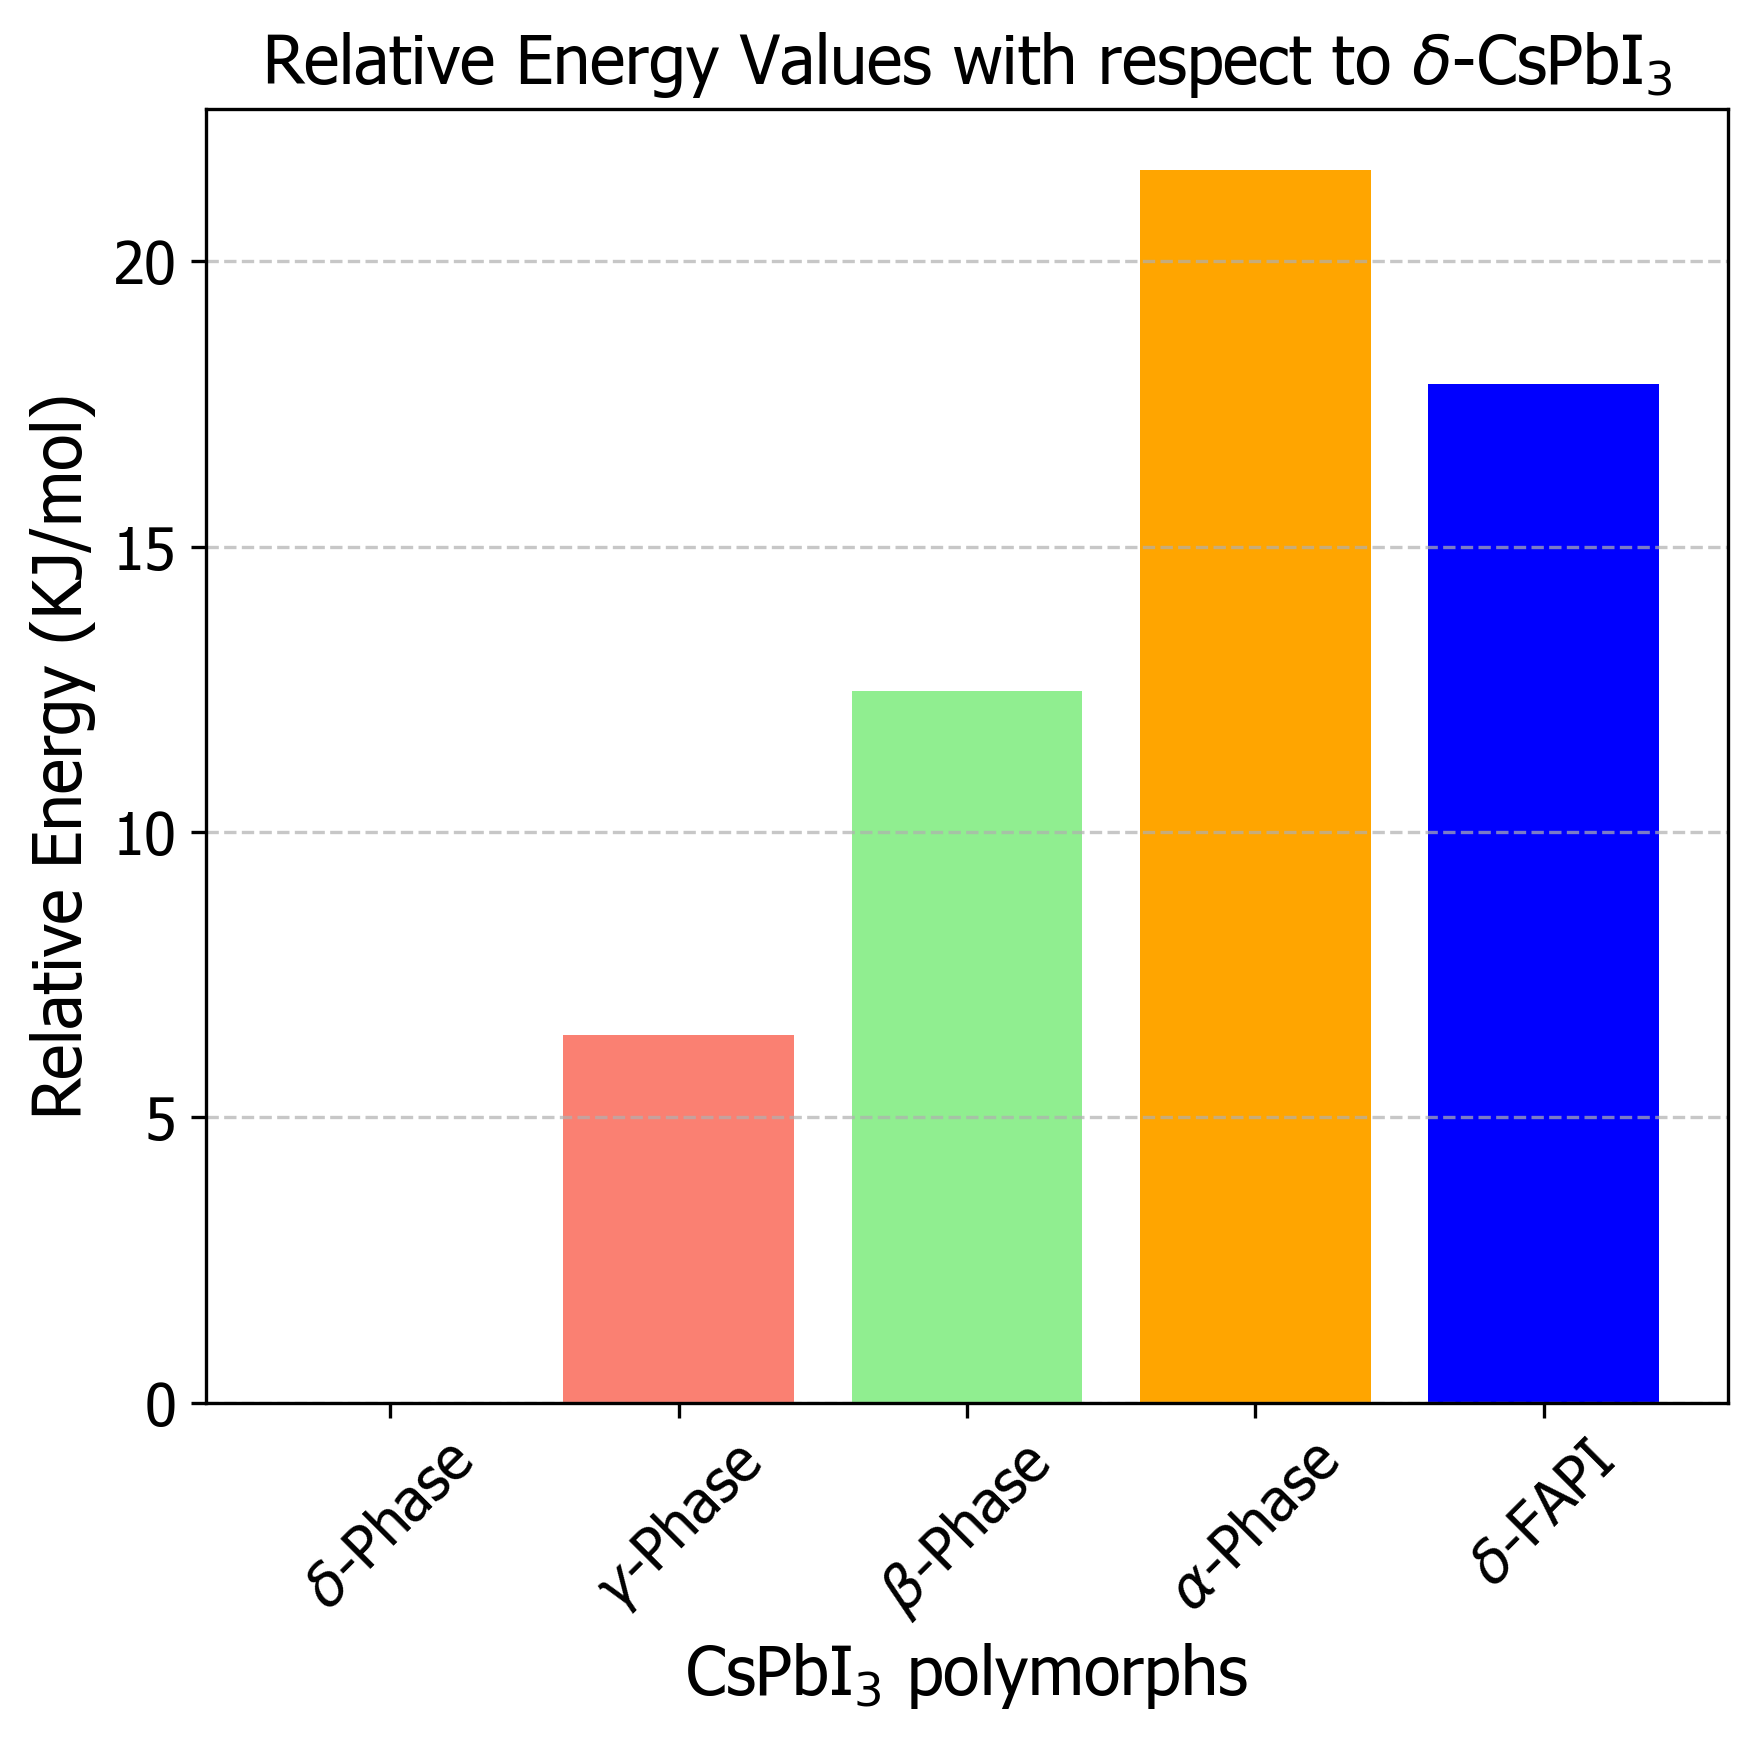 Relative Energy Values with respect to δ-CsPbI₃
Relative Energy (KJ/mol)
20
15
10
5
0
δ-Phase
γ-Phase
β-Phase
α-Phase
δ-FAPI
CsPbI₃ polymorphs